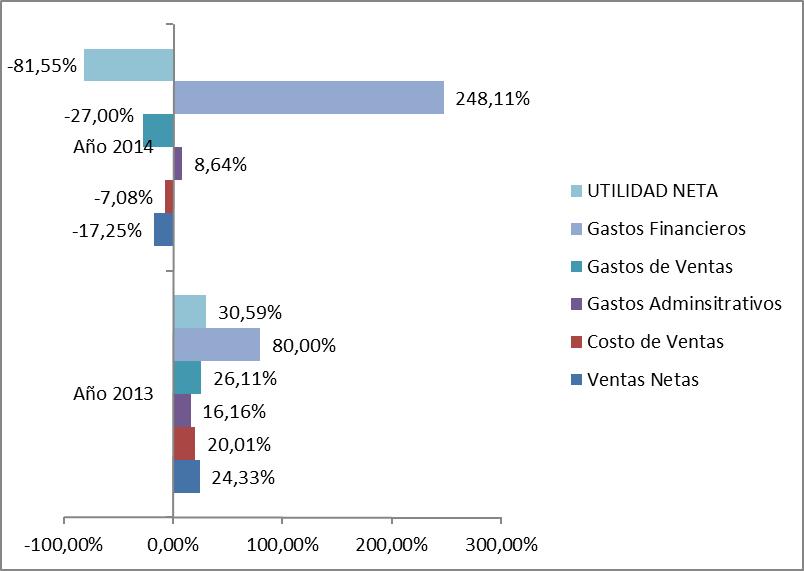 -81,55%
248,11%
-27,00%
Año 2014
8,64%
-7,08%
-17,25%
30,59%
80,00%
26,11%
Año 2013
16,16%
20,01%
24,33%
-100,00% 0,00% 100,00% 200,00% 300,00%
UTILIDAD NETA
Gastos Financieros
Gastos de Ventas
Gastos Adminsitrativos
Costo de Ventas
Ventas Netas